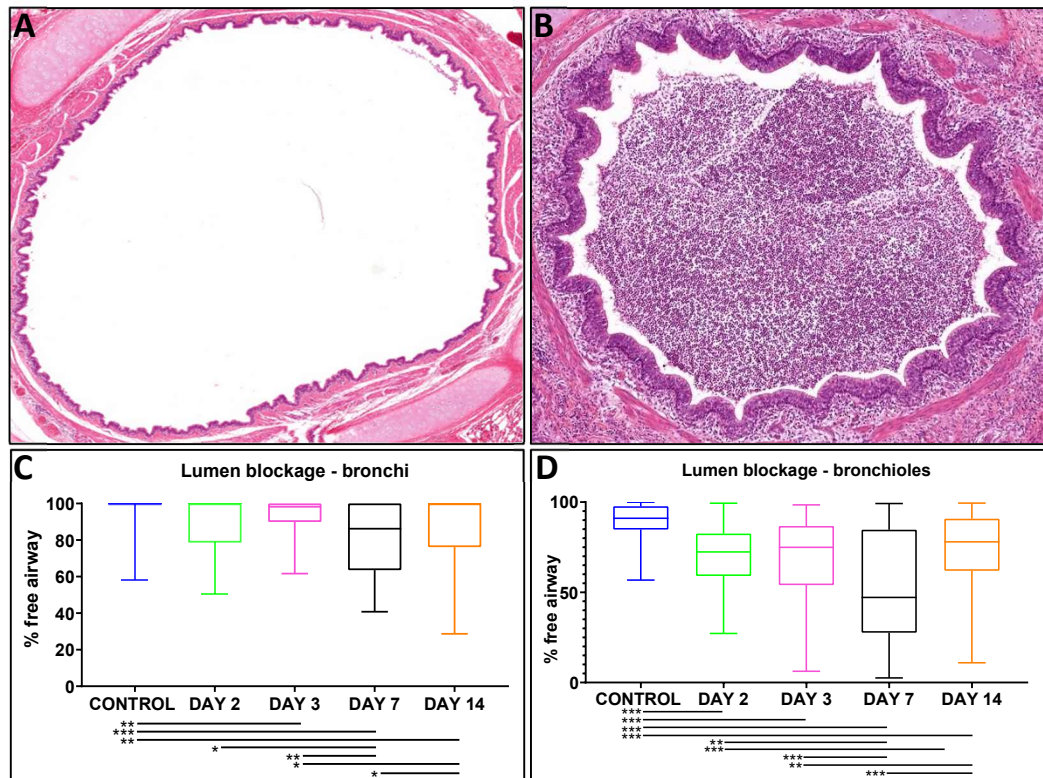 A
B
C
Lumen blockage - bronchi
% free airway
100
80
60
40
20
0
CONTROL DAY 2 DAY 3 DAY 7 DAY 14
**
***
**
*
**
*
*
D
Lumen blockage - bronchioles
% free airway
100
50
0
CONTROL DAY 2 DAY 3 DAY 7 DAY 14
***
***
***
***
**
***
***
**
***